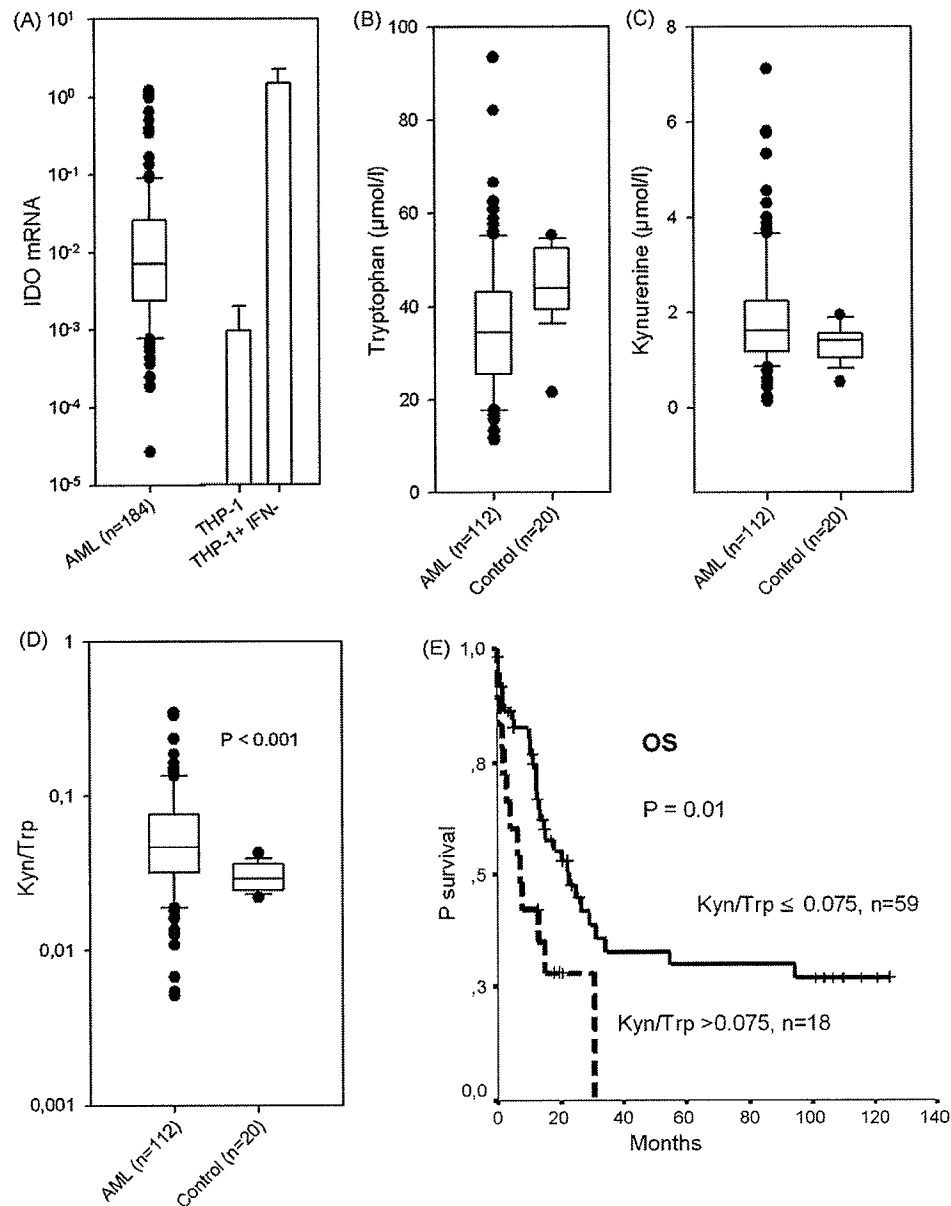 (A)
IDO mRNA
10¹
10⁰
10⁻¹
10⁻²
10⁻³
10⁻⁴
10⁻⁵
AML (n=184)
THP-1
THP-1+ IFN-
(B)
Tryptophan (µmol/l)
100
80
60
40
20
0
AML (n=112)
Control (n=20)
(C)
Kynurenine (µmol/l)
8
6
4
2
0
AML (n=112)
Control (n=20)
(D)
Kyn/Trp
1
0,1
0,01
0,001
P < 0.001
AML (n=112)
Control (n=20)
(E)
P survival
1,0
,8
,5
,3
0,0
OS
P = 0.01
Kyn/Trp ≤ 0.075, n=59
Kyn/Trp >0.075, n=18
0 20 40 60 80 100 120 140
Months